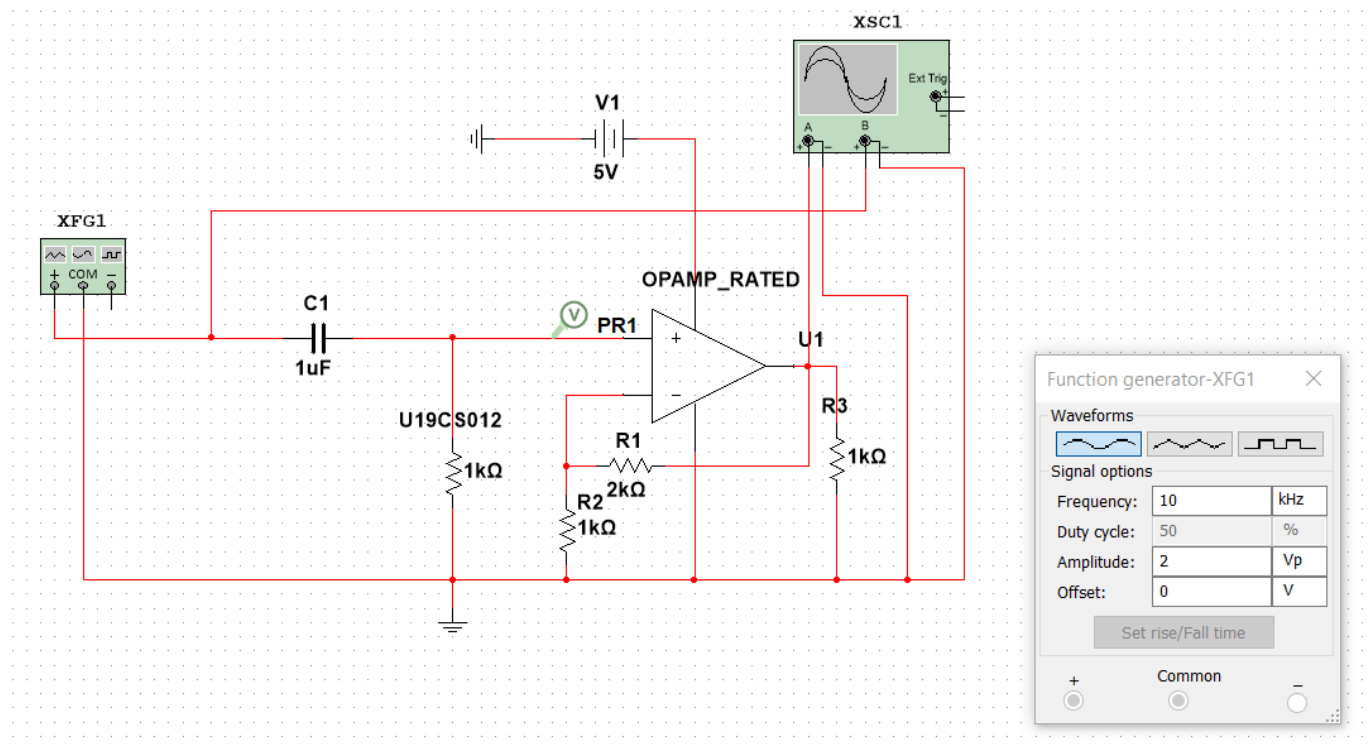 XSC1
Ext Trig
+
−
A
B
+ − + −
V1
5V
XFG1
+ COM −
OPAMP_RATED
C1
1uF
V
PR1
+
−
U1
U19CS012
1kΩ
R1
2kΩ
R2
1kΩ
R3
1kΩ
Function generator-XFG1
Waveforms
Signal options
Frequency: 10 kHz
Duty cycle: 50 %
Amplitude: 2 Vp
Offset: 0 V
Set rise/Fall time
+ Common −